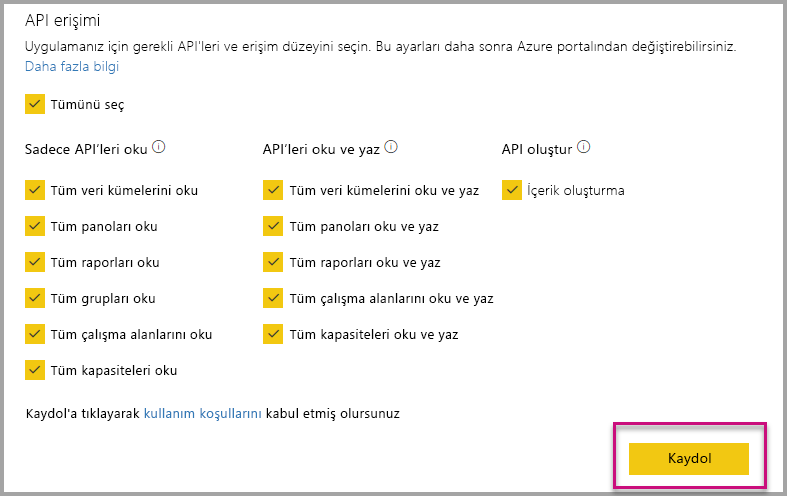 API erişimi
Uygulamanız için gerekli API'leri ve erişim düzeyini seçin. Bu ayarları daha sonra Azure portalından değiştirebilirsiniz.
Daha fazla bilgi
Tümünü seç
Sadece API’leri oku
Tüm veri kümelerini oku
Tüm panoları oku
Tüm raporları oku
Tüm grupları oku
Tüm çalışma alanlarını oku
Tüm kapasiteleri oku
API’leri oku ve yaz
Tüm veri kümelerini oku ve yaz
Tüm panoları oku ve yaz
Tüm raporları oku ve yaz
Tüm çalışma alanlarını oku ve yaz
Tüm kapasiteleri oku ve yaz
API oluştur
İçerik oluşturma
Kaydol'a tıklayarak kullanım koşullarını kabul etmiş olursunuz
Kaydol